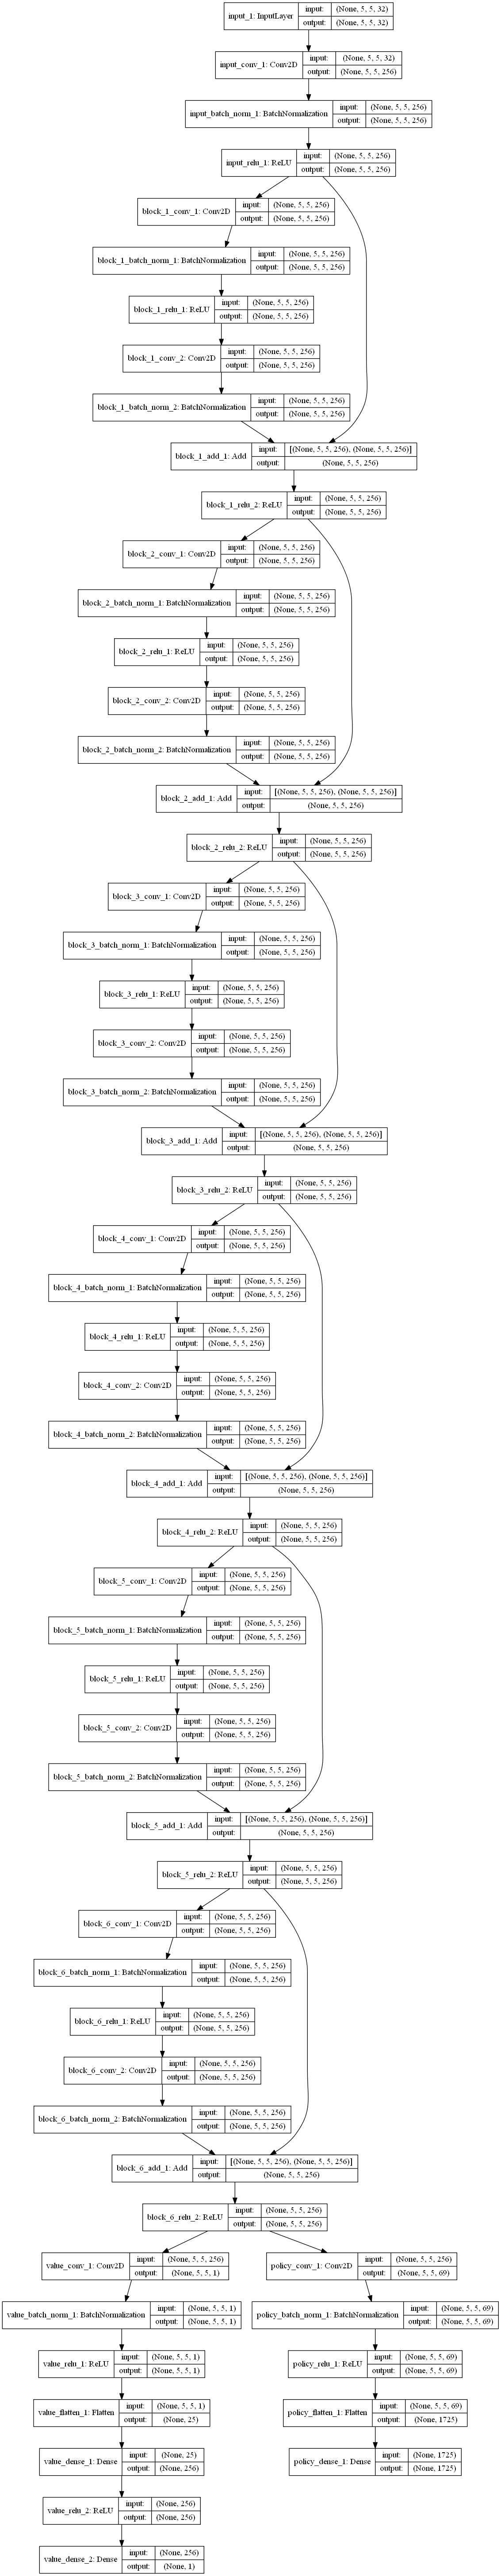 input_1: InputLayer
input: (None, 5, 5, 32)
output: (None, 5, 5, 32)
input_conv_1: Conv2D
input: (None, 5, 5, 32)
output: (None, 5, 5, 256)
input_batch_norm_1: BatchNormalization
input: (None, 5, 5, 256)
output: (None, 5, 5, 256)
input_relu_1: ReLU
input: (None, 5, 5, 256)
output: (None, 5, 5, 256)
block_1_conv_1: Conv2D
input: (None, 5, 5, 256)
output: (None, 5, 5, 256)
block_1_batch_norm_1: BatchNormalization
input: (None, 5, 5, 256)
output: (None, 5, 5, 256)
block_1_relu_1: ReLU
input: (None, 5, 5, 256)
output: (None, 5, 5, 256)
block_1_conv_2: Conv2D
input: (None, 5, 5, 256)
output: (None, 5, 5, 256)
block_1_batch_norm_2: BatchNormalization
input: (None, 5, 5, 256)
output: (None, 5, 5, 256)
block_1_add_1: Add
input: [(None, 5, 5, 256), (None, 5, 5, 256)]
output: (None, 5, 5, 256)
block_1_relu_2: ReLU
input: (None, 5, 5, 256)
output: (None, 5, 5, 256)
block_2_conv_1: Conv2D
input: (None, 5, 5, 256)
output: (None, 5, 5, 256)
block_2_batch_norm_1: BatchNormalization
input: (None, 5, 5, 256)
output: (None, 5, 5, 256)
block_2_relu_1: ReLU
input: (None, 5, 5, 256)
output: (None, 5, 5, 256)
block_2_conv_2: Conv2D
input: (None, 5, 5, 256)
output: (None, 5, 5, 256)
block_2_batch_norm_2: BatchNormalization
input: (None, 5, 5, 256)
output: (None, 5, 5, 256)
block_2_add_1: Add
input: [(None, 5, 5, 256), (None, 5, 5, 256)]
output: (None, 5, 5, 256)
block_2_relu_2: ReLU
input: (None, 5, 5, 256)
output: (None, 5, 5, 256)
block_3_conv_1: Conv2D
input: (None, 5, 5, 256)
output: (None, 5, 5, 256)
block_3_batch_norm_1: BatchNormalization
input: (None, 5, 5, 256)
output: (None, 5, 5, 256)
block_3_relu_1: ReLU
input: (None, 5, 5, 256)
output: (None, 5, 5, 256)
block_3_conv_2: Conv2D
input: (None, 5, 5, 256)
output: (None, 5, 5, 256)
block_3_batch_norm_2: BatchNormalization
input: (None, 5, 5, 256)
output: (None, 5, 5, 256)
block_3_add_1: Add
input: [(None, 5, 5, 256), (None, 5, 5, 256)]
output: (None, 5, 5, 256)
block_3_relu_2: ReLU
input: (None, 5, 5, 256)
output: (None, 5, 5, 256)
block_4_conv_1: Conv2D
input: (None, 5, 5, 256)
output: (None, 5, 5, 256)
block_4_batch_norm_1: BatchNormalization
input: (None, 5, 5, 256)
output: (None, 5, 5, 256)
block_4_relu_1: ReLU
input: (None, 5, 5, 256)
output: (None, 5, 5, 256)
block_4_conv_2: Conv2D
input: (None, 5, 5, 256)
output: (None, 5, 5, 256)
block_4_batch_norm_2: BatchNormalization
input: (None, 5, 5, 256)
output: (None, 5, 5, 256)
block_4_add_1: Add
input: [(None, 5, 5, 256), (None, 5, 5, 256)]
output: (None, 5, 5, 256)
block_4_relu_2: ReLU
input: (None, 5, 5, 256)
output: (None, 5, 5, 256)
block_5_conv_1: Conv2D
input: (None, 5, 5, 256)
output: (None, 5, 5, 256)
block_5_batch_norm_1: BatchNormalization
input: (None, 5, 5, 256)
output: (None, 5, 5, 256)
block_5_relu_1: ReLU
input: (None, 5, 5, 256)
output: (None, 5, 5, 256)
block_5_conv_2: Conv2D
input: (None, 5, 5, 256)
output: (None, 5, 5, 256)
block_5_batch_norm_2: BatchNormalization
input: (None, 5, 5, 256)
output: (None, 5, 5, 256)
block_5_add_1: Add
input: [(None, 5, 5, 256), (None, 5, 5, 256)]
output: (None, 5, 5, 256)
block_5_relu_2: ReLU
input: (None, 5, 5, 256)
output: (None, 5, 5, 256)
block_6_conv_1: Conv2D
input: (None, 5, 5, 256)
output: (None, 5, 5, 256)
block_6_batch_norm_1: BatchNormalization
input: (None, 5, 5, 256)
output: (None, 5, 5, 256)
block_6_relu_1: ReLU
input: (None, 5, 5, 256)
output: (None, 5, 5, 256)
block_6_conv_2: Conv2D
input: (None, 5, 5, 256)
output: (None, 5, 5, 256)
block_6_batch_norm_2: BatchNormalization
input: (None, 5, 5, 256)
output: (None, 5, 5, 256)
block_6_add_1: Add
input: [(None, 5, 5, 256), (None, 5, 5, 256)]
output: (None, 5, 5, 256)
block_6_relu_2: ReLU
input: (None, 5, 5, 256)
output: (None, 5, 5, 256)
value_conv_1: Conv2D
input: (None, 5, 5, 256)
output: (None, 5, 5, 1)
policy_conv_1: Conv2D
input: (None, 5, 5, 256)
output: (None, 5, 5, 69)
value_batch_norm_1: BatchNormalization
input: (None, 5, 5, 1)
output: (None, 5, 5, 1)
policy_batch_norm_1: BatchNormalization
input: (None, 5, 5, 69)
output: (None, 5, 5, 69)
value_relu_1: ReLU
input: (None, 5, 5, 1)
output: (None, 5, 5, 1)
policy_relu_1: ReLU
input: (None, 5, 5, 69)
output: (None, 5, 5, 69)
value_flatten_1: Flatten
input: (None, 5, 5, 1)
output: (None, 25)
policy_flatten_1: Flatten
input: (None, 5, 5, 69)
output: (None, 1725)
value_dense_1: Dense
input: (None, 25)
output: (None, 256)
policy_dense_1: Dense
input: (None, 1725)
output: (None, 1725)
value_relu_2: ReLU
input: (None, 256)
output: (None, 256)
value_dense_2: Dense
input: (None, 256)
output: (None, 1)